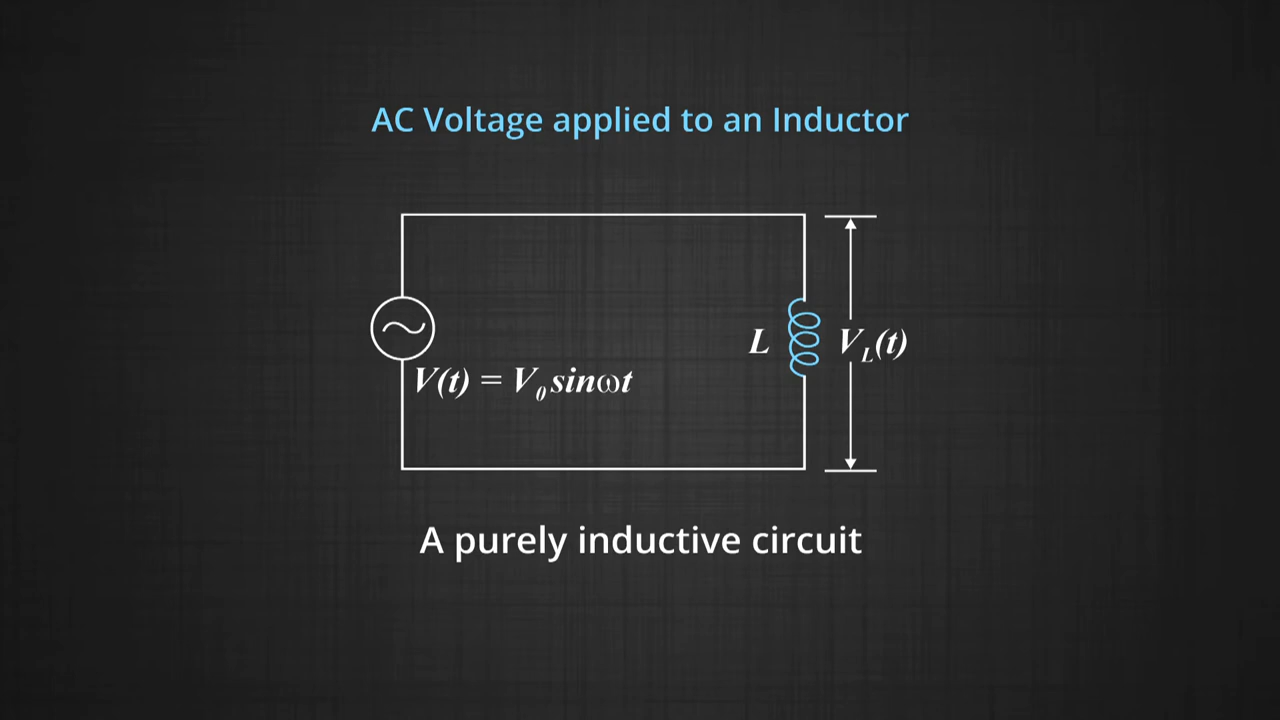 AC Voltage applied to an Inductor
L
V_L(t)
V(t) = V_0 sinωt
A purely inductive circuit